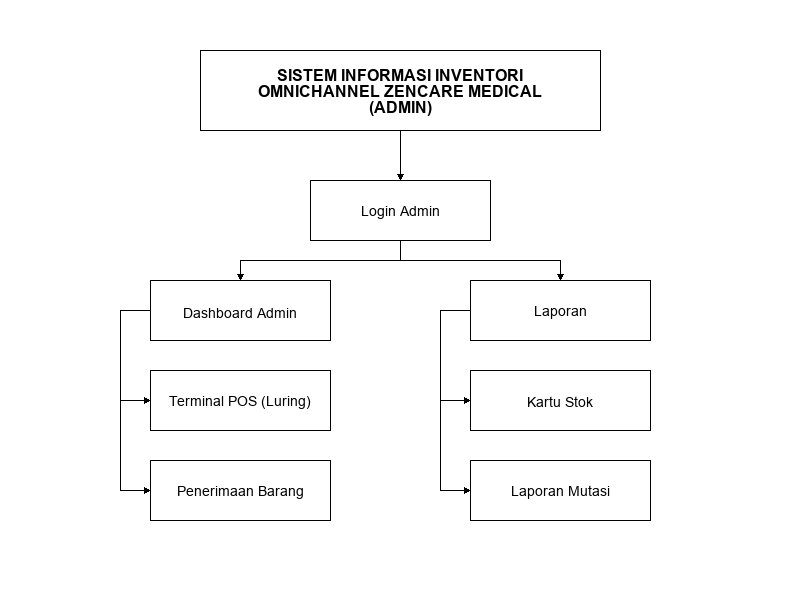 SISTEM INFORMASI INVENTORI
OMNICHANNEL ZENCARE MEDICAL
(ADMIN)
Login Admin
Dashboard Admin
Laporan
Terminal POS (Luring)
Kartu Stok
Penerimaan Barang
Laporan Mutasi